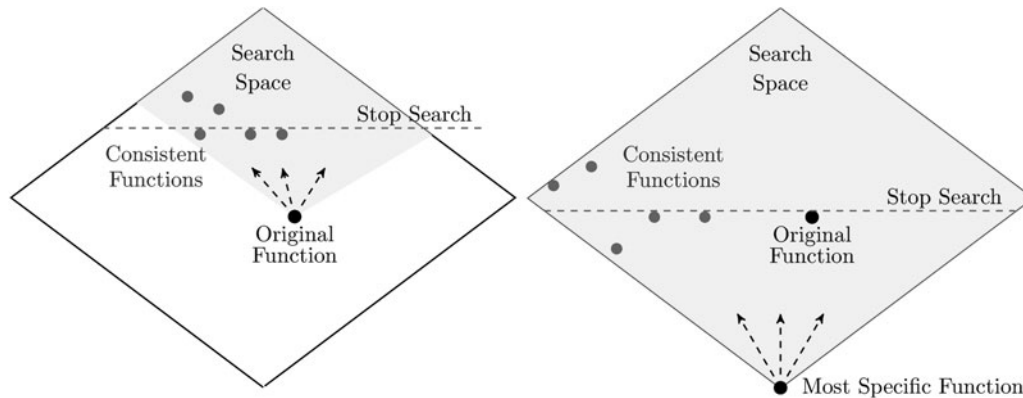 Search
Space
Stop Search
Consistent
Functions
Original
Function
Search
Space
Consistent
Functions
Stop Search
Original
Function
Most Specific Function